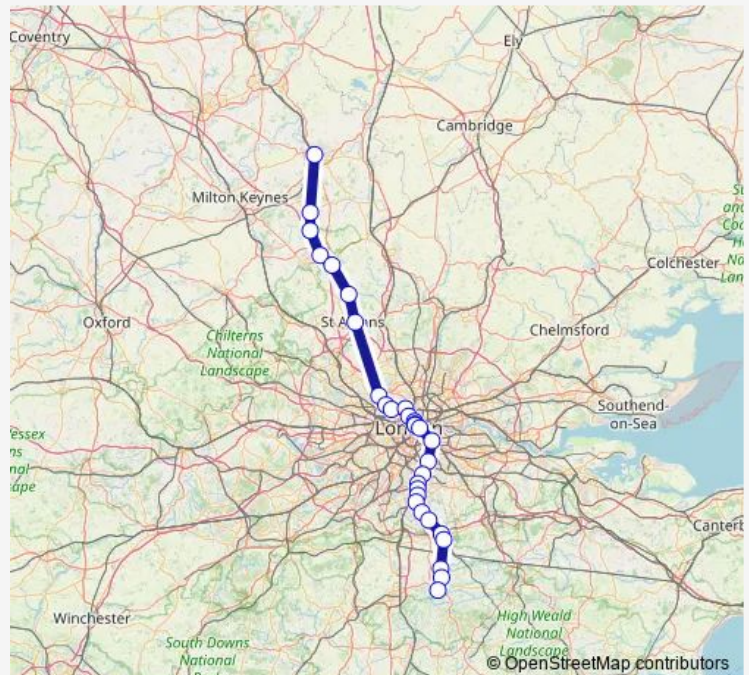 Coventry
Ely
Cambridge
Milton Keynes
Colchester
Oxford
St Albans
Chelmsford
Chilterns
National
Landscape
Southend-
on-Sea
London
Winchester
High Weald
National
Landscape
South Downs
National
© OpenStreetMap contributors